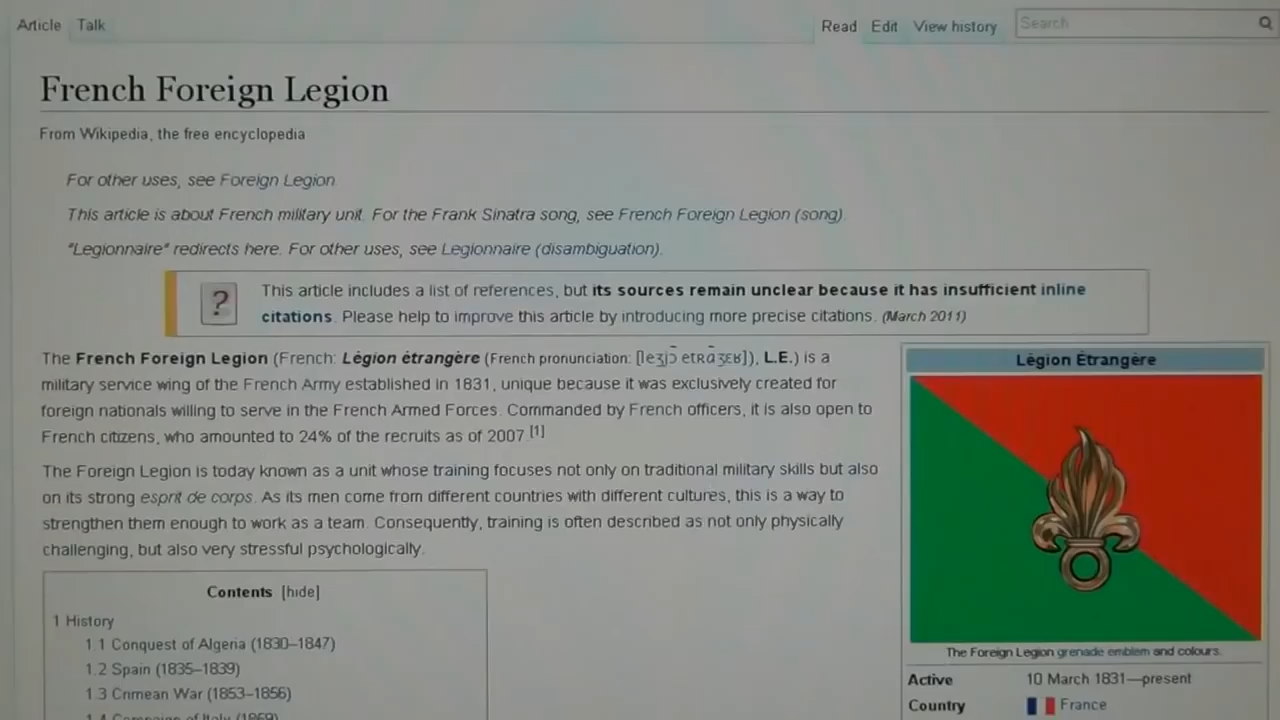 Article Talk
Read Edit View history Search
French Foreign Legion
From Wikipedia, the free encyclopedia
For other uses, see Foreign Legion.
This article is about French military unit. For the Frank Sinatra song, see French Foreign Legion (song).
"Legionnaire" redirects here. For other uses, see Legionnaire (disambiguation).
? This article includes a list of references, but its sources remain unclear because it has insufficient inline
citations. Please help to improve this article by introducing more precise citations. (March 2011)
The French Foreign Legion (French: Légion étrangère (French pronunciation: [leʒjɔ̃ etʀɑ̃ʒɛʁ]), L.E.) is a
military service wing of the French Army established in 1831, unique because it was exclusively created for
foreign nationals willing to serve in the French Armed Forces. Commanded by French officers, it is also open to
French citizens, who amounted to 24% of the recruits as of 2007.[1]
The Foreign Legion is today known as a unit whose training focuses not only on traditional military skills but also
on its strong esprit de corps. As its men come from different countries with different cultures, this is a way to
strengthen them enough to work as a team. Consequently, training is often described as not only physically
challenging, but also very stressful psychologically.
Contents [hide]
1 History
1.1 Conquest of Algeria (1830–1847)
1.2 Spain (1835–1839)
1.3 Crimean War (1853–1856)
1.4 Campaign of Italy (1859)
Légion Étrangère
The Foreign Legion grenade emblem and colours.
Active 10 March 1831—present
Country France